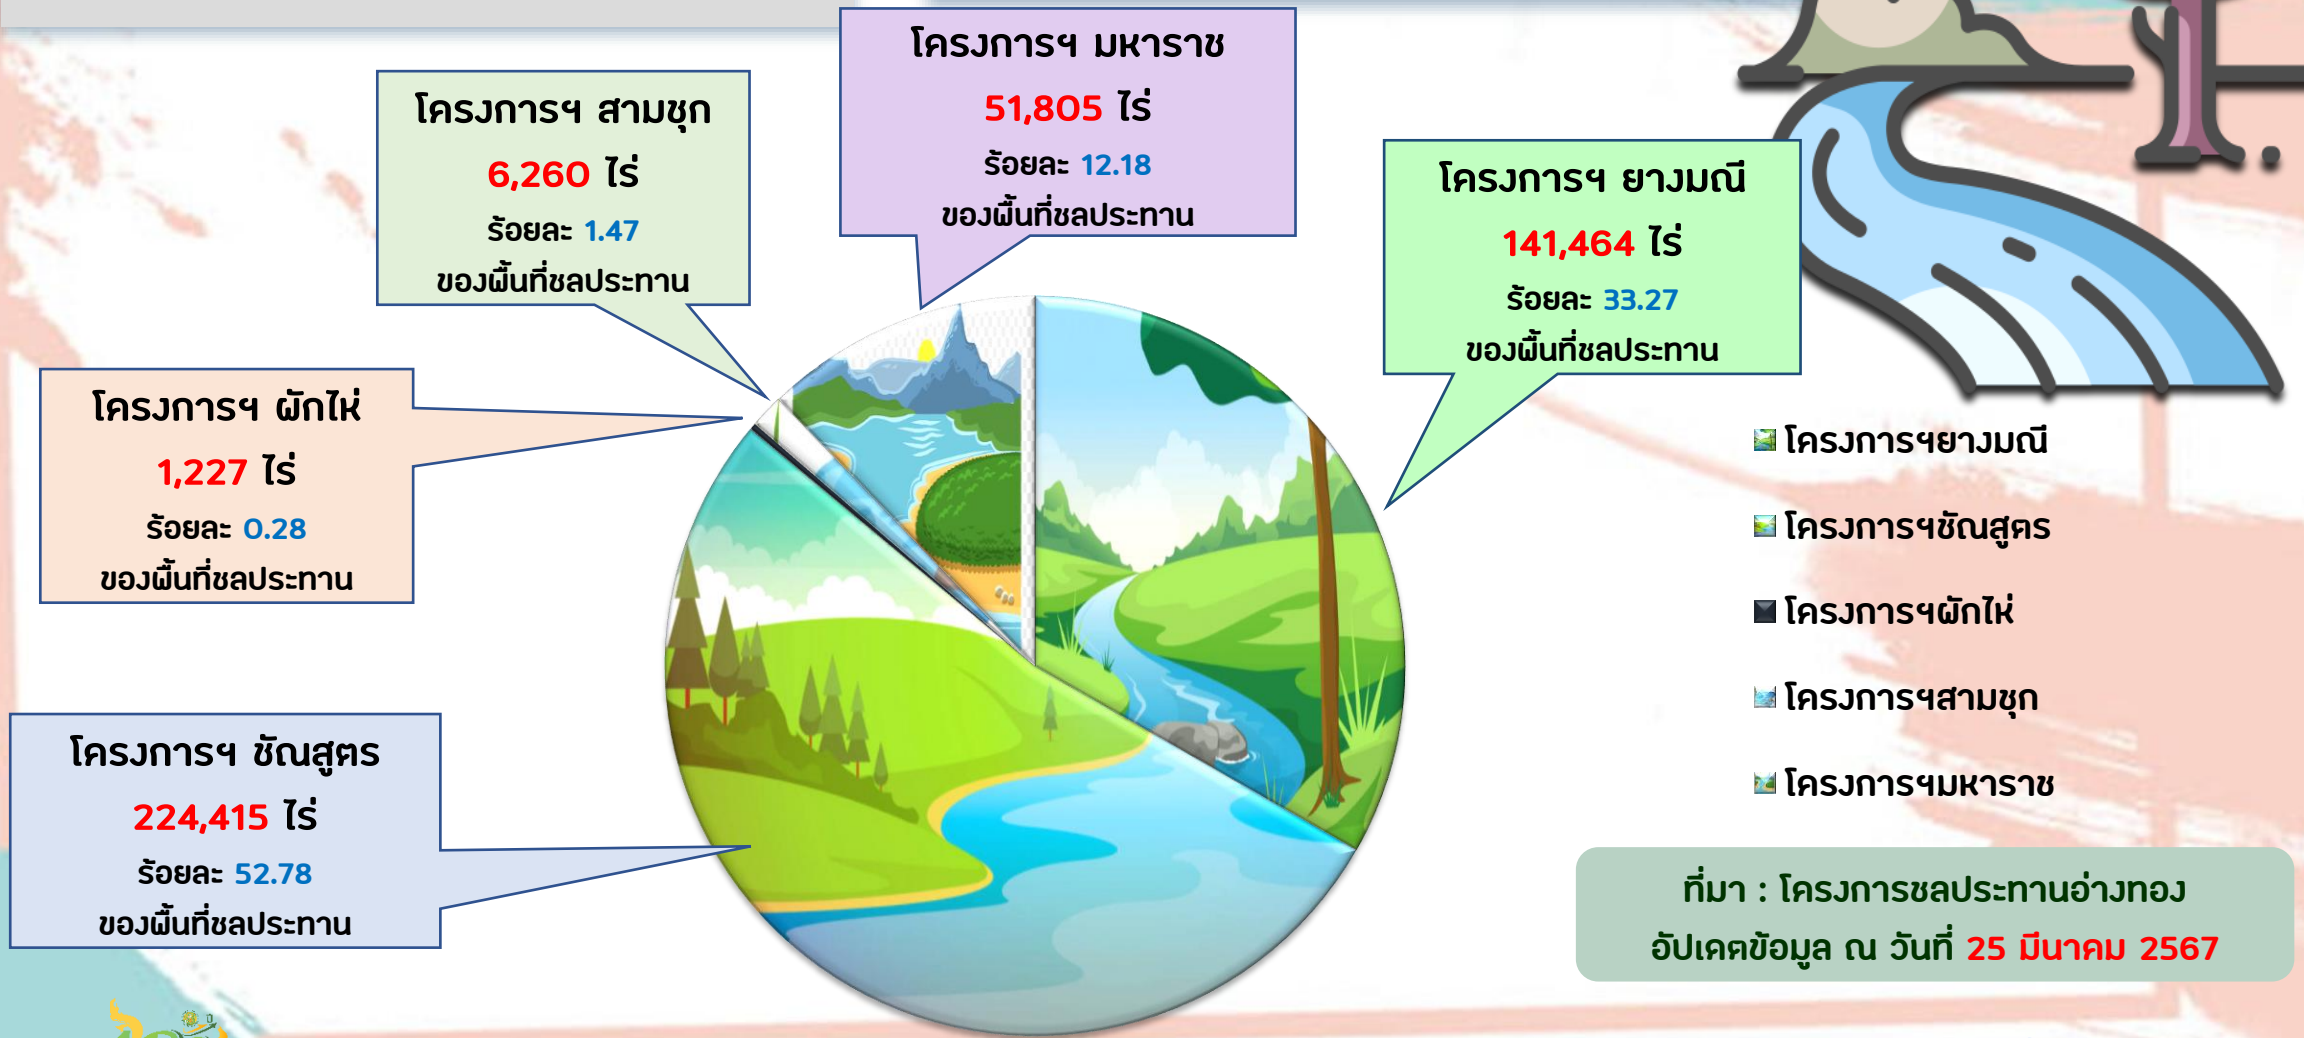 โครงการฯ มหาราช
51,805 ไร่
ร้อยละ 12.18
ของพื้นที่ชลประทาน
โครงการฯ สามชุก
6,260 ไร่
ร้อยละ 1.47
ของพื้นที่ชลประทาน
โครงการฯ ยางมณี
141,464 ไร่
ร้อยละ 33.27
ของพื้นที่ชลประทาน
โครงการฯ ผักไห่
1,227 ไร่
ร้อยละ 0.28
ของพื้นที่ชลประทาน
โครงการฯ ชัณสูตร
224,415 ไร่
ร้อยละ 52.78
ของพื้นที่ชลประทาน
โครงการฯยางมณี
โครงการฯชัณสูตร
โครงการฯผักไห่
โครงการฯสามชุก
โครงการฯมหาราช
ที่มา : โครงการชลประทานอ่างทอง
อัปเดตข้อมูล ณ วันที่ 25 มีนาคม 2567